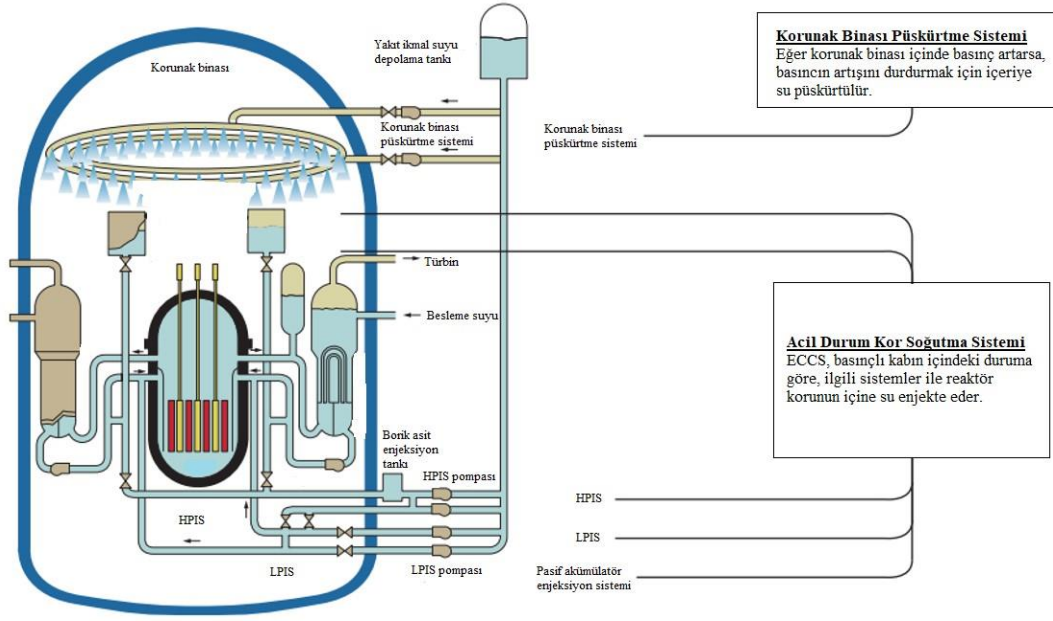 Yakıt ikmal suyu
depolama tankı
Korunak binası
Korunak binası
püskürtme sistemi
Türbin
Besleme suyu
Borik asit
enjeksiyon
tankı
HPIS pompası
HPIS
LPIS
LPIS pompası
Korunak Binası Püskürtme Sistemi
Eğer korunak binası içinde basınç artarsa,
basıncın artışını durdurmak için içeriye
su püskürtülür.
Korunak binası
püskürtme sistemi
Acil Durum Kor Soğutma Sistemi
ECCS, basınçlı kabın içindeki duruma
göre, ilgili sistemler ile reaktör
korunun içine su enjekte eder.
HPIS
LPIS
Pasif akümülatör
enjeksiyon sistemi